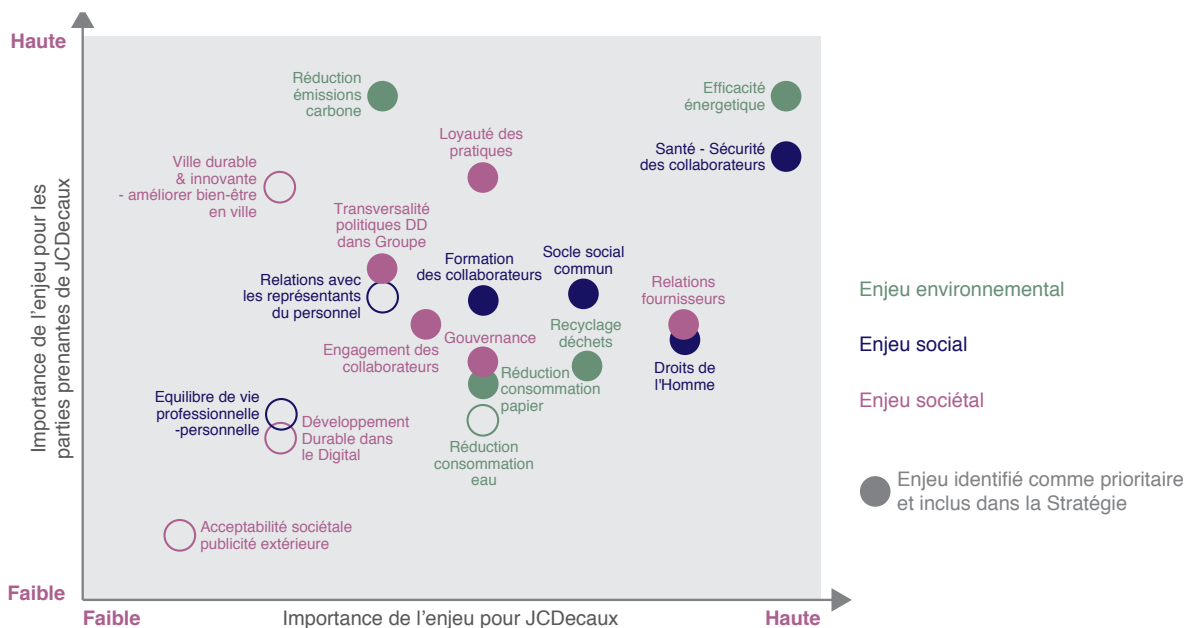 Haute
Réduction
émissions
carbone
Efficacité
énergetique
Loyauté des
pratiques
Santé - Sécurité
des collaborateurs
Ville durable
& innovante
- améliorer bien-être
en ville
Transversalité
politiques DD
dans Groupe
Formation
des collaborateurs
Socle social
commun
Relations avec
les représentants
du personnel
Relations
fournisseurs
Engagement des
collaborateurs
Gouvernance
Recyclage
déchets
Droits de
l'Homme
Réduction
consommation
papier
Equilibre de vie
professionnelle
-personnelle
Développement
Durable dans
le Digital
Réduction
consommation
eau
Acceptabilité sociétale
publicité extérieure
Importance de l'enjeu pour les
parties prenantes de JCDecaux
Faible
Faible
Importance de l'enjeu pour JCDecaux
Haute
Enjeu environnemental
Enjeu social
Enjeu sociétal
Enjeu identifié comme prioritaire
et inclus dans la Stratégie